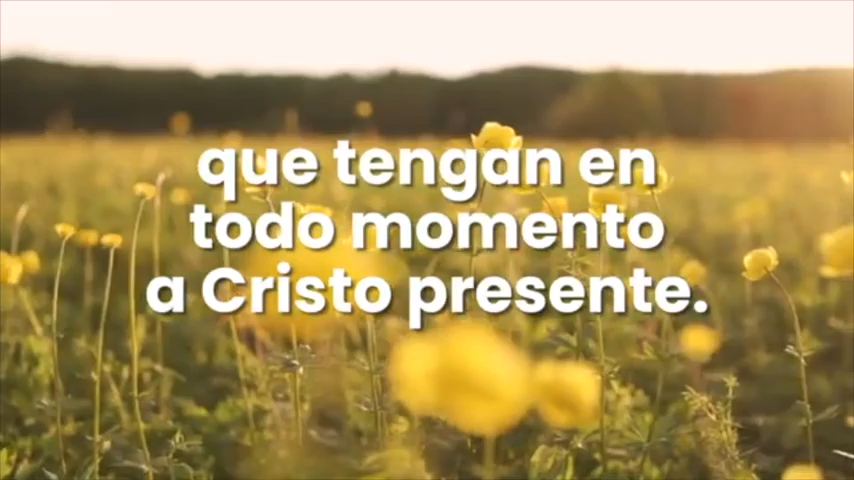 que tengan en
todo momento
a Cristo presente.